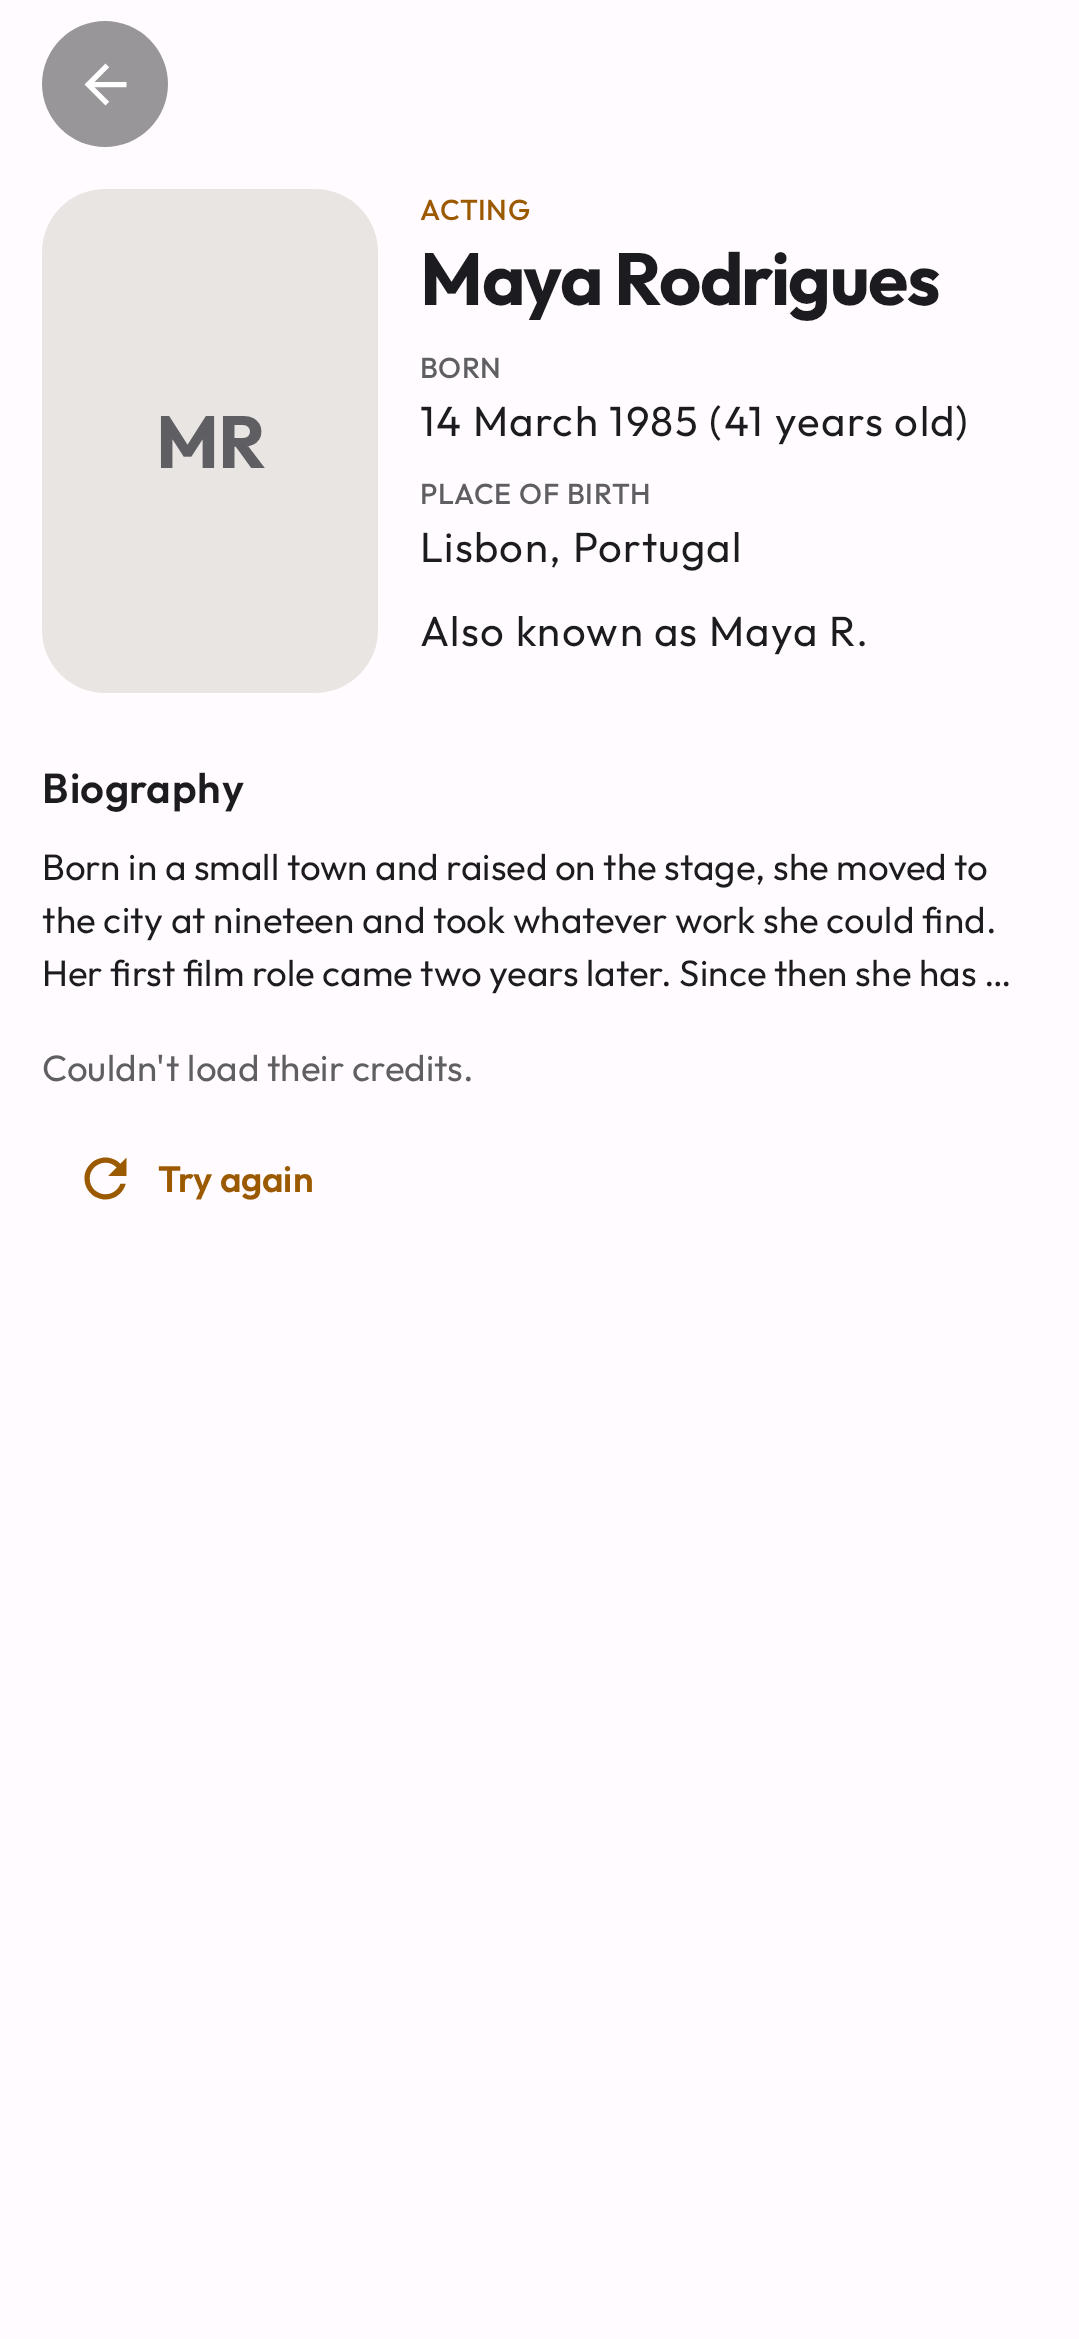 ACTING
Maya Rodrigues
BORN
14 March 1985 (41 years old)
PLACE OF BIRTH
Lisbon, Portugal
Also known as Maya R.
MR
Biography
Born in a small town and raised on the stage, she moved to
the city at nineteen and took whatever work she could find.
Her first film role came two years later. Since then she has ...
Couldn't load their credits.
Try again